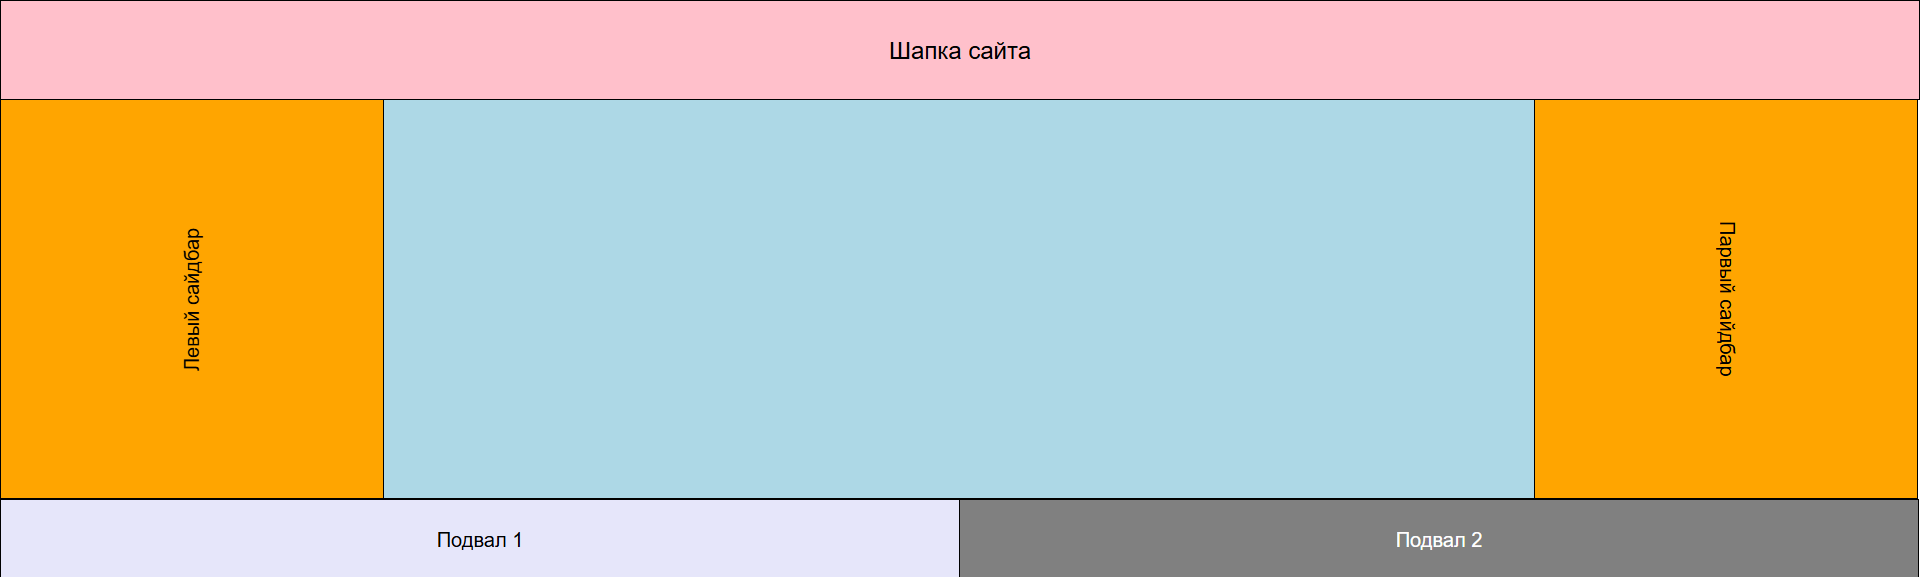 Шапка сайта
Левый сайдбар
Парвый сайдбар
Подвал 1
Подвал 2